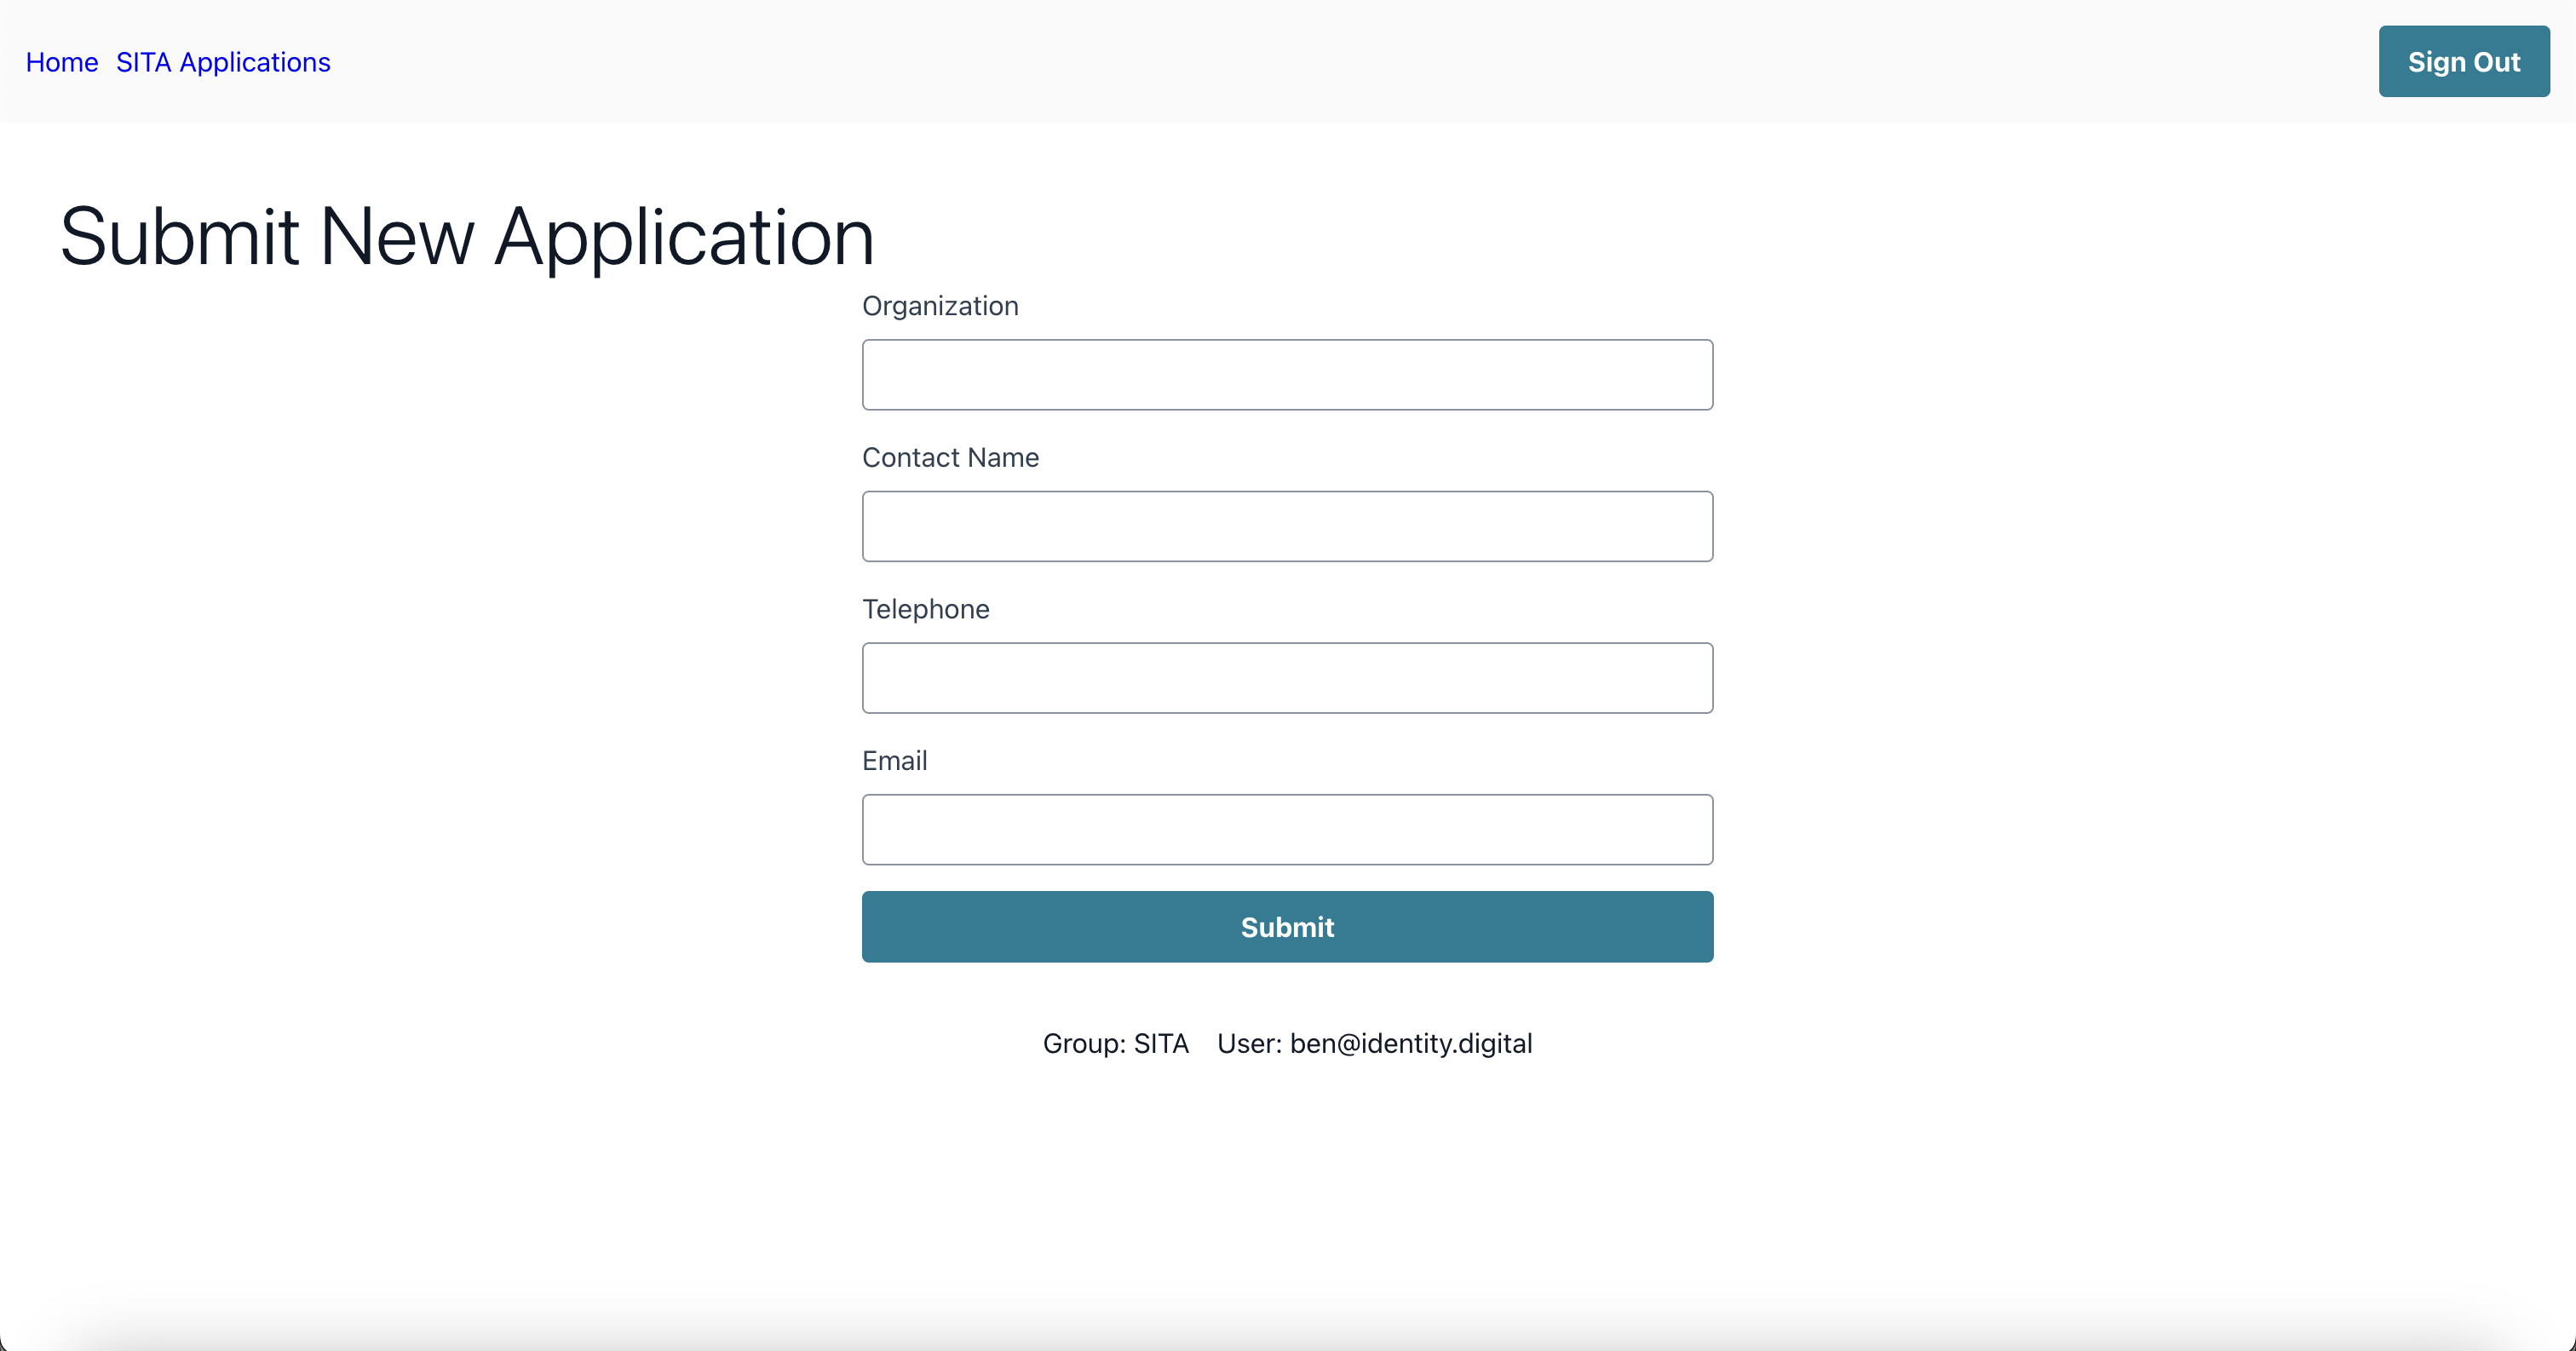 Home SITA Applications Sign Out
Submit New Application
Organization
Contact Name
Telephone
Email
Submit
Group: SITA User: ben@identity.digital